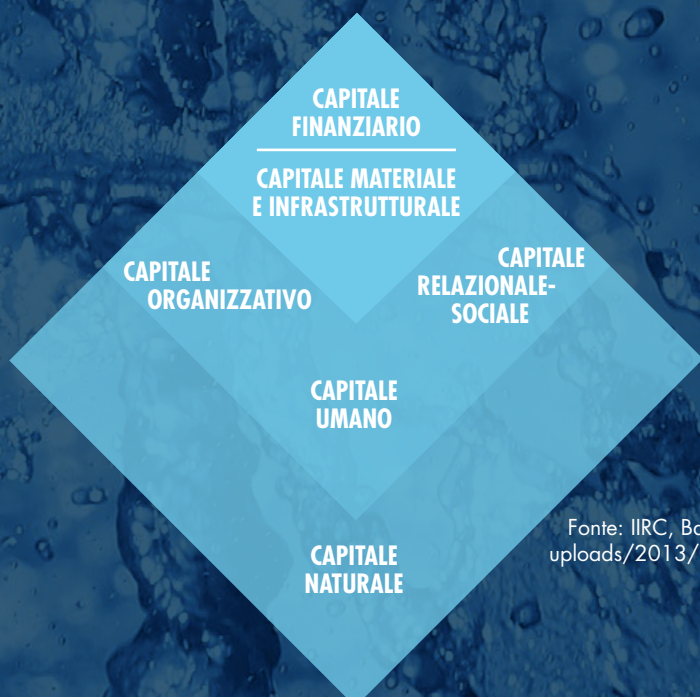 CAPITALE
FINANZIARIO
CAPITALE MATERIALE
E INFRASTRUTTURALE
CAPITALE
ORGANIZZATIVO
CAPITALE
RELAZIONALE-
SOCIALE
CAPITALE
UMANO
CAPITALE
NATURALE
Fonte: IIRC,
uploads/2013/